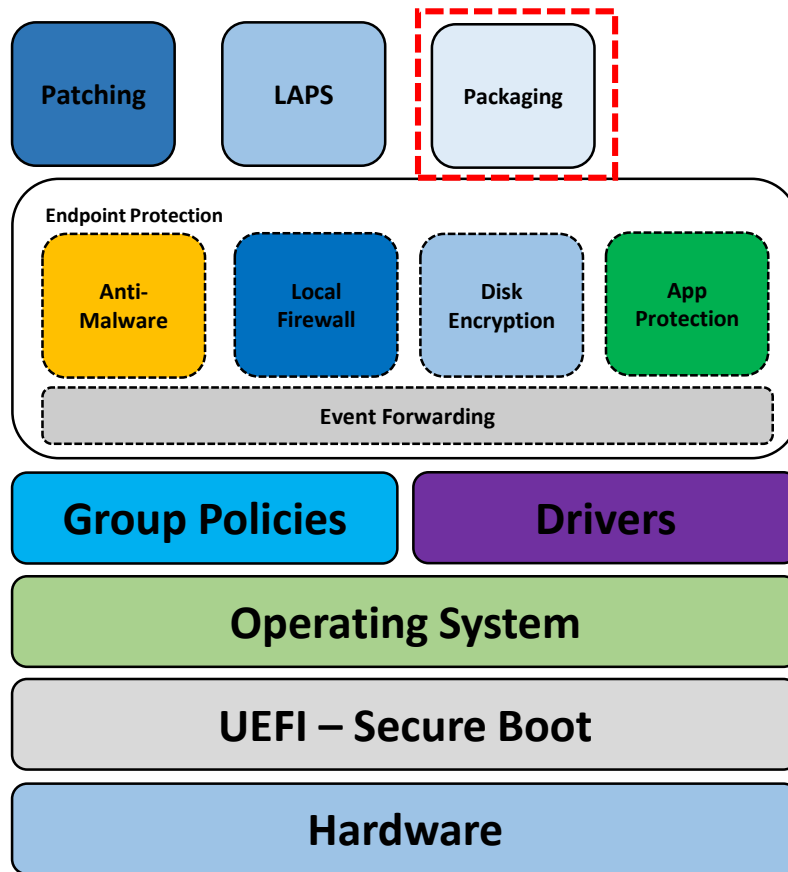 Patching
LAPS
Packaging
Endpoint Protection
Anti-
Malware
Local
Firewall
Disk
Encryption
App
Protection
Event Forwarding
Group Policies
Drivers
Operating System
UEFI – Secure Boot
Hardware